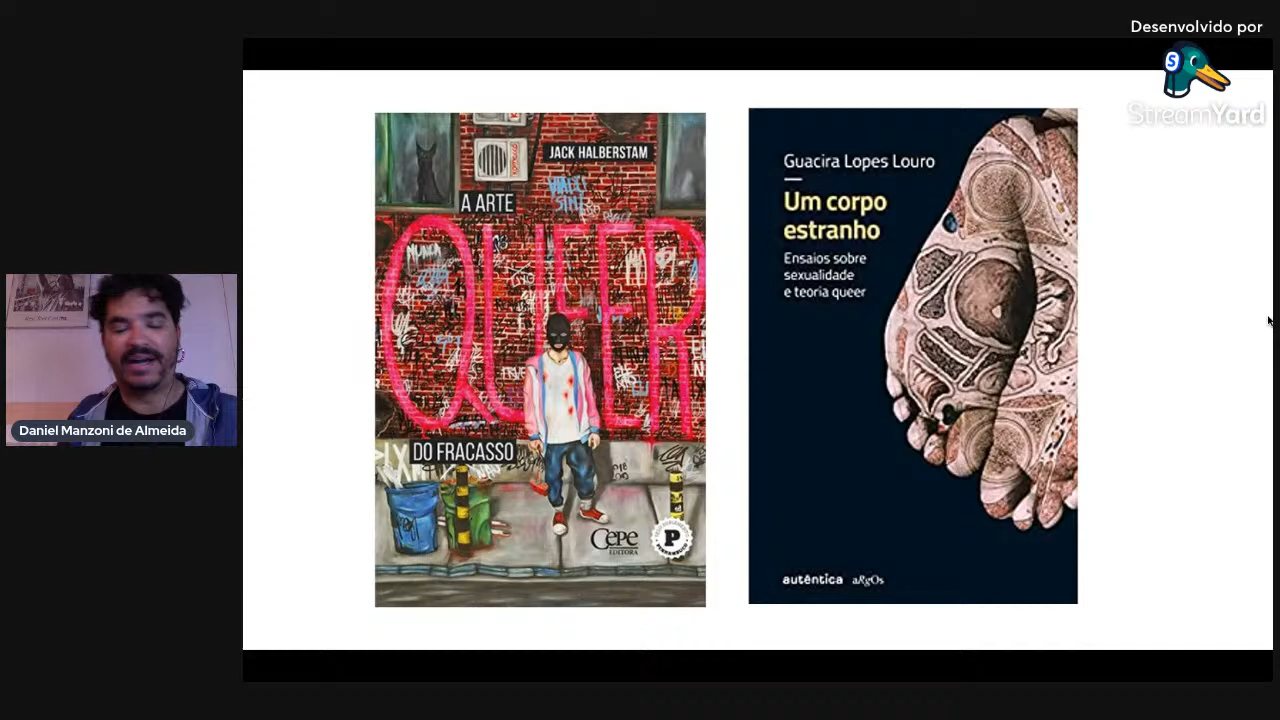 Desenvolvido por
StreamYard
JACK HALBERSTAM
A ARTE
QUEER
DO FRACASSO
CEPE
EDITORA
P
Guacira Lopes Louro
Um corpo
estranho
Ensaios sobre
sexualidade
e teoria queer
autêntica aRgOs
Daniel Manzoni de Almeida